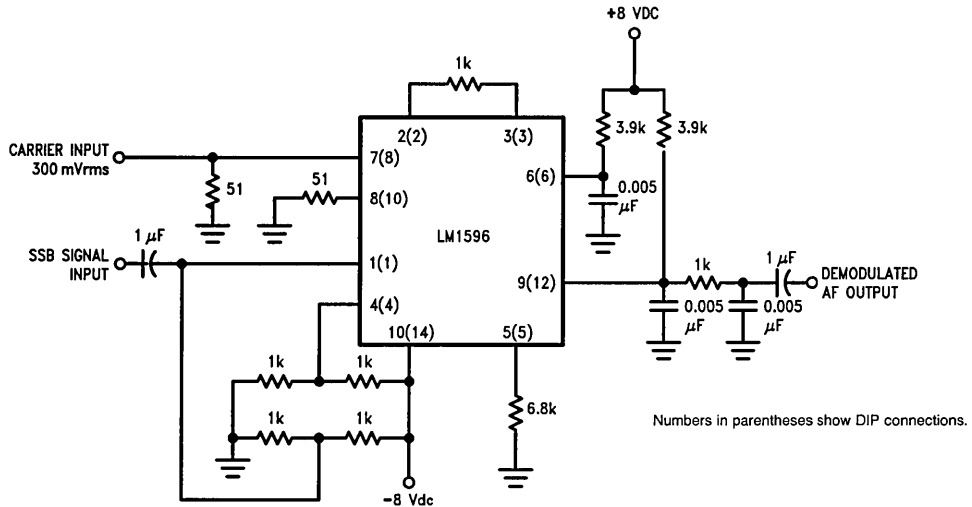 +8 VDC
1k
2(2)
3(3)
3.9k
3.9k
CARRIER INPUT
300 mVrms
7(8)
51
6(6)
0.005
μF
51
8(10)
LM1596
1 μF
SSB SIGNAL
INPUT
1(1)
9(12)
1k
1 μF
DEMODULATED
AF OUTPUT
4(4)
0.005
μF
0.005
μF
10(14)
5(5)
1k
1k
6.8k
1k
1k
Numbers in parentheses show DIP connections.
-8 Vdc